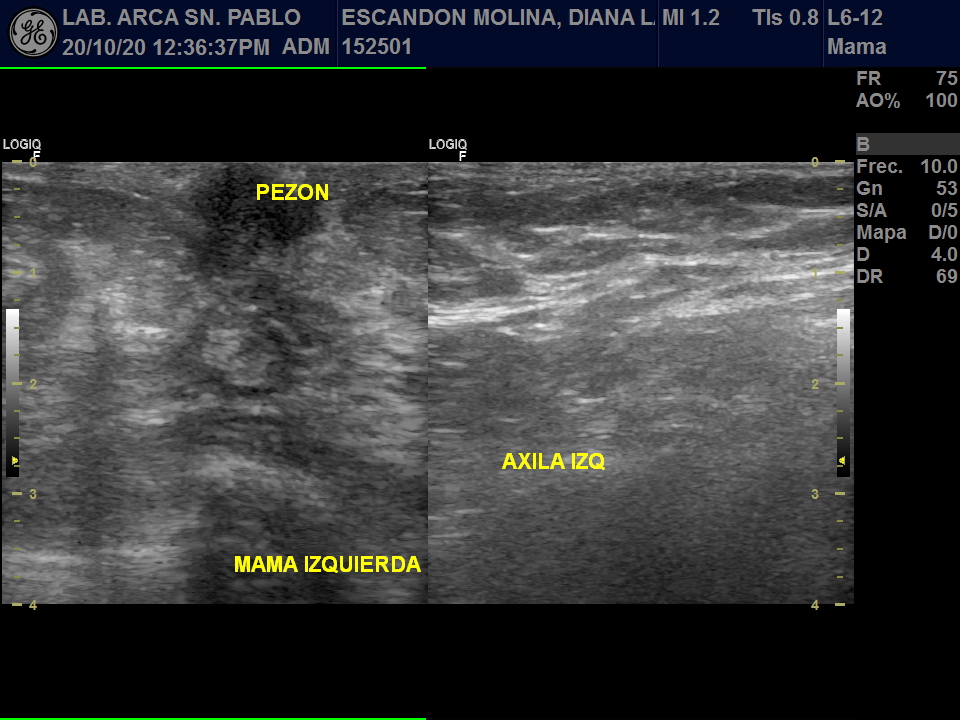 LAB. ARCA SN. PABLO
20/10/20 12:36:37PM ADM
ESCANDON MOLINA, DIANA L
152501
MI 1.2 TIs 0.8
L6-12
Mama
FR 75
AO% 100
B
Frec. 10.0
Gn 53
S/A 0/5
Mapa D/0
D 4.0
DR 69
LOGIQ
F
0
PEZON
1
2
3
MAMA IZQUIERDA
4
LOGIQ
F
0
1
2
AXILA IZQ
3
4